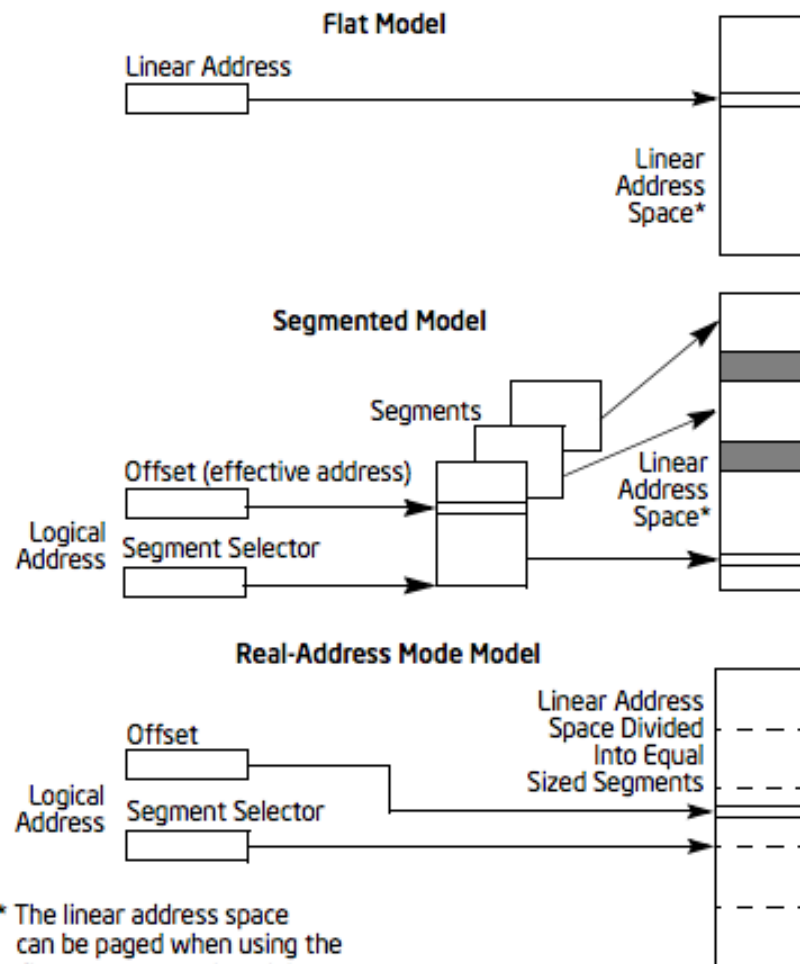 Flat Model
Linear Address
Linear
Address
Space*
Segmented Model
Segments
Offset (effective address)
Linear
Address
Space*
Logical
Address
Segment Selector
Real-Address Mode Model
Linear Address
Space Divided
Into Equal
Sized Segments
Offset
Logical
Address
Segment Selector
* The linear address space
can be paged when using the